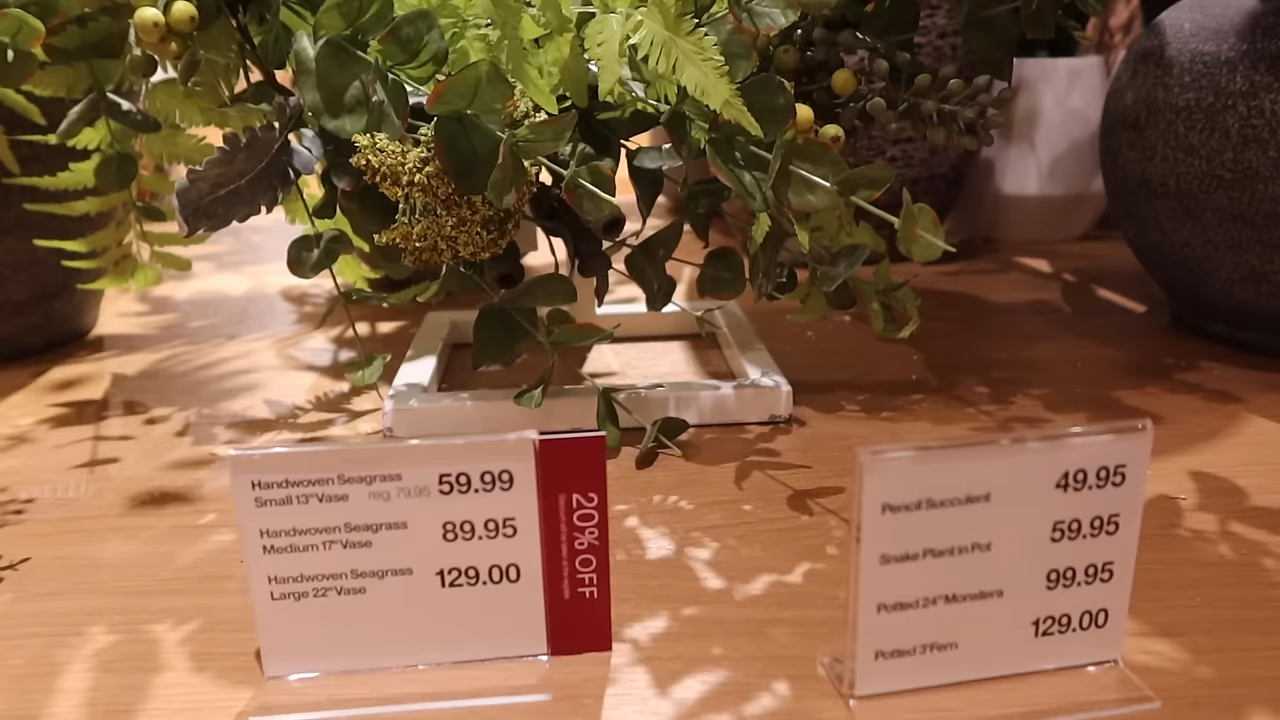 Handwoven Seagrass
Small 13" Vase reg. 79.95 59.99
Handwoven Seagrass
Medium 17" Vase 89.95
Handwoven Seagrass
Large 22" Vase 129.00
20% OFF
Pencil Succulent 49.95
Snake Plant in Pot 59.95
Potted 24" Monstera 99.95
Potted 3' Fern 129.00